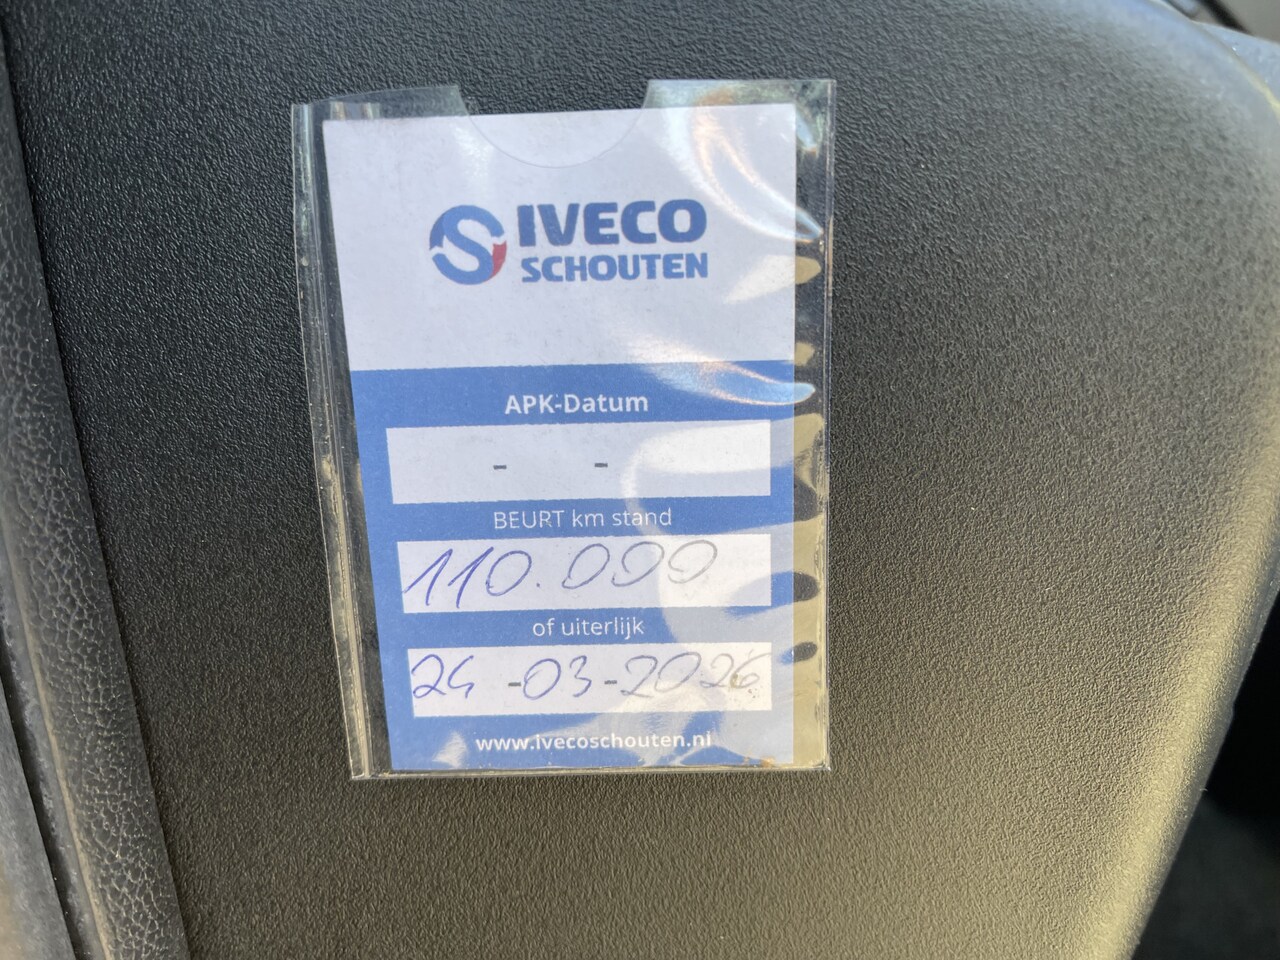 IVECO
SCHOUTEN
APK-Datum
- -
BEURT km stand
110.000
of uiterlijk
24-03-2026
www.ivecoschouten.nl